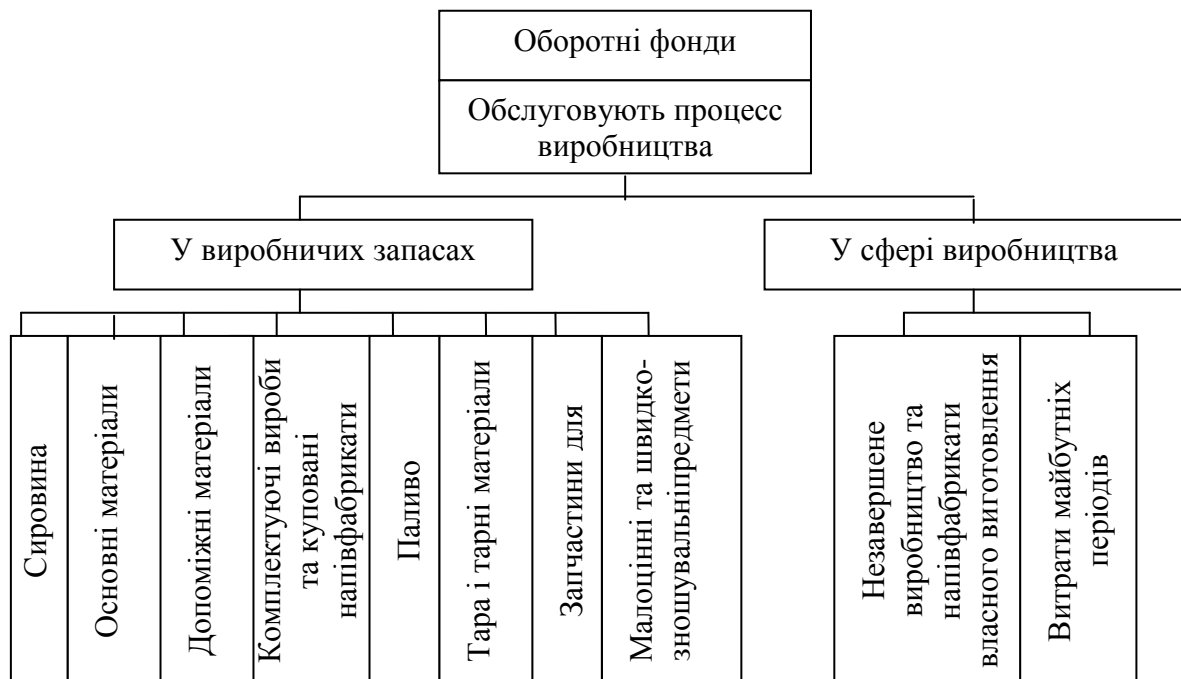 Оборотні фонди
Обслуговують процесс
виробництва
У виробничих запасах
У сфері виробництва
Сировина
Основні матеріали
Допоміжні матеріали
Комплектуючі вироби
та куповані
напівфабрикати
Паливо
Тара і тарні матеріали
Запчастини для
Малоцінні та швидко-
зношувальніпредмети
Незавершене
виробництво та
напівфабрикати
власного виготовлення
Витрати майбутніх
періодів